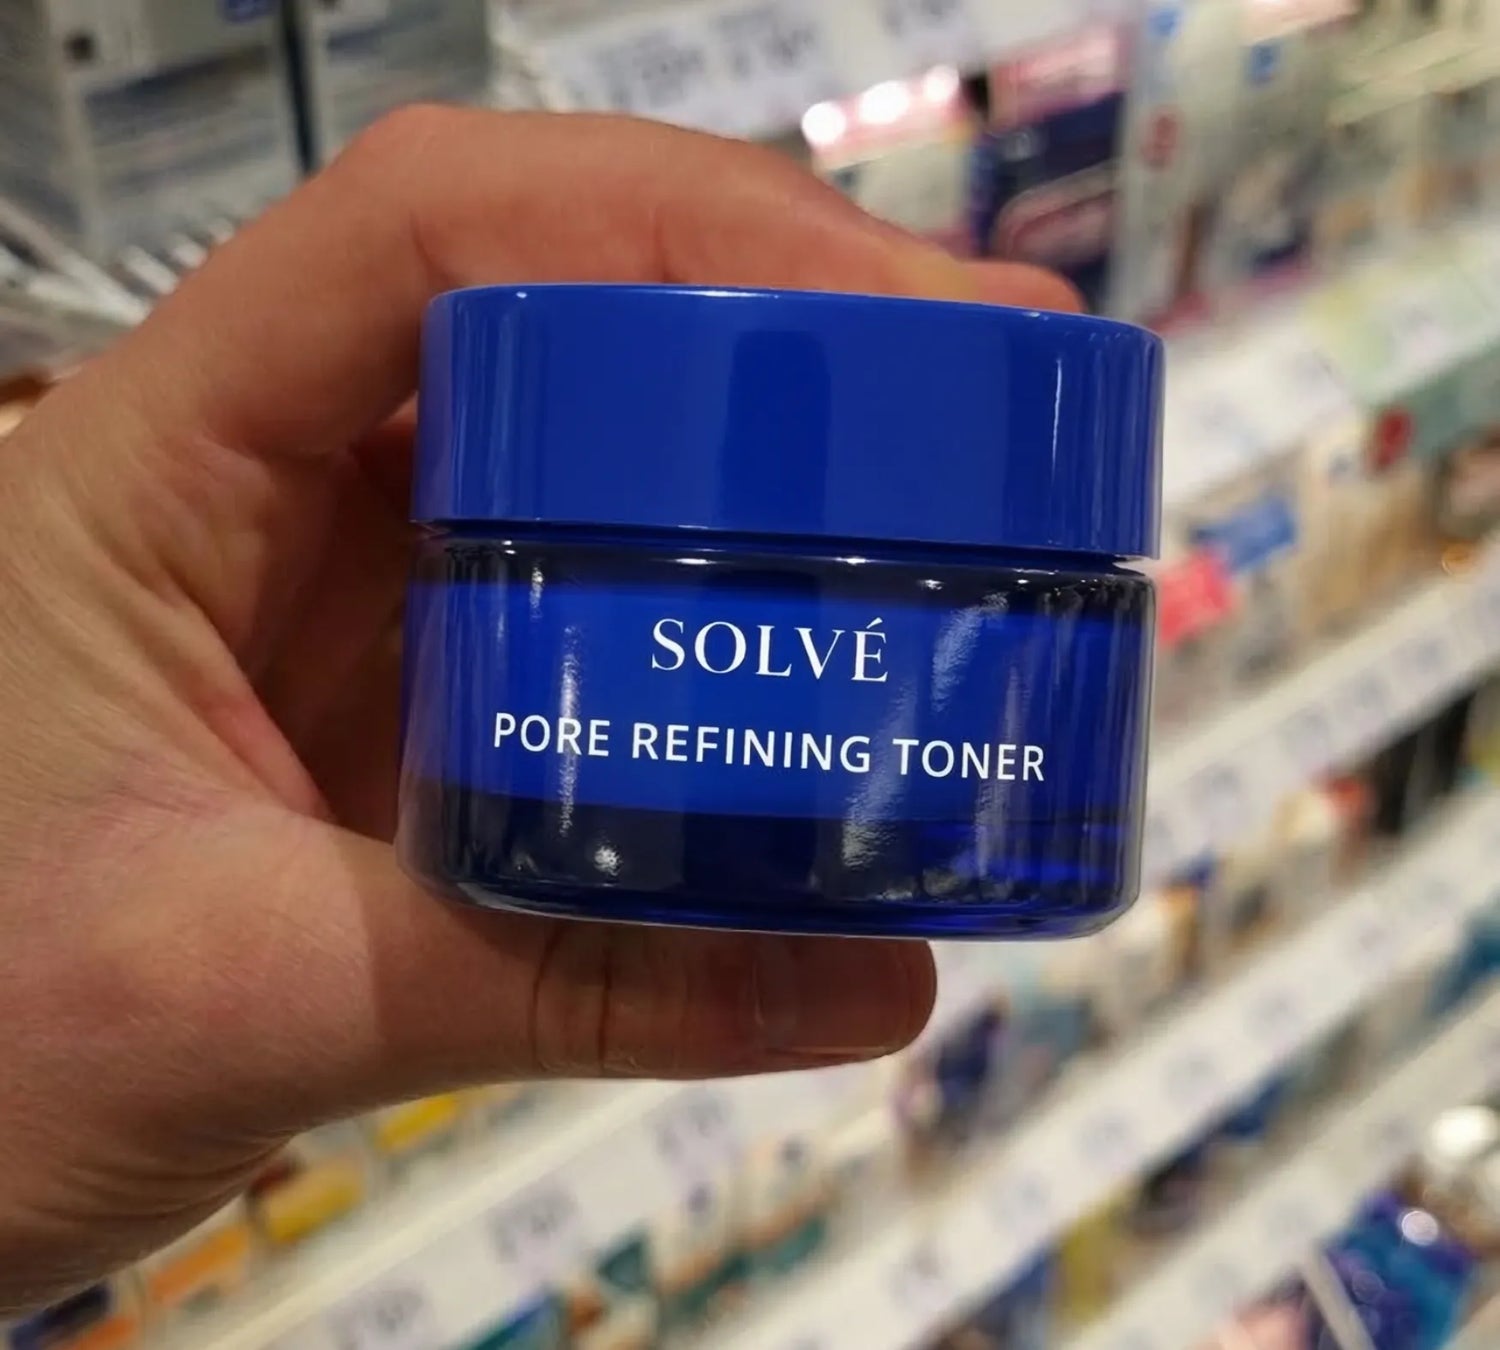 SOLVÉ
PORE REFINING TONER